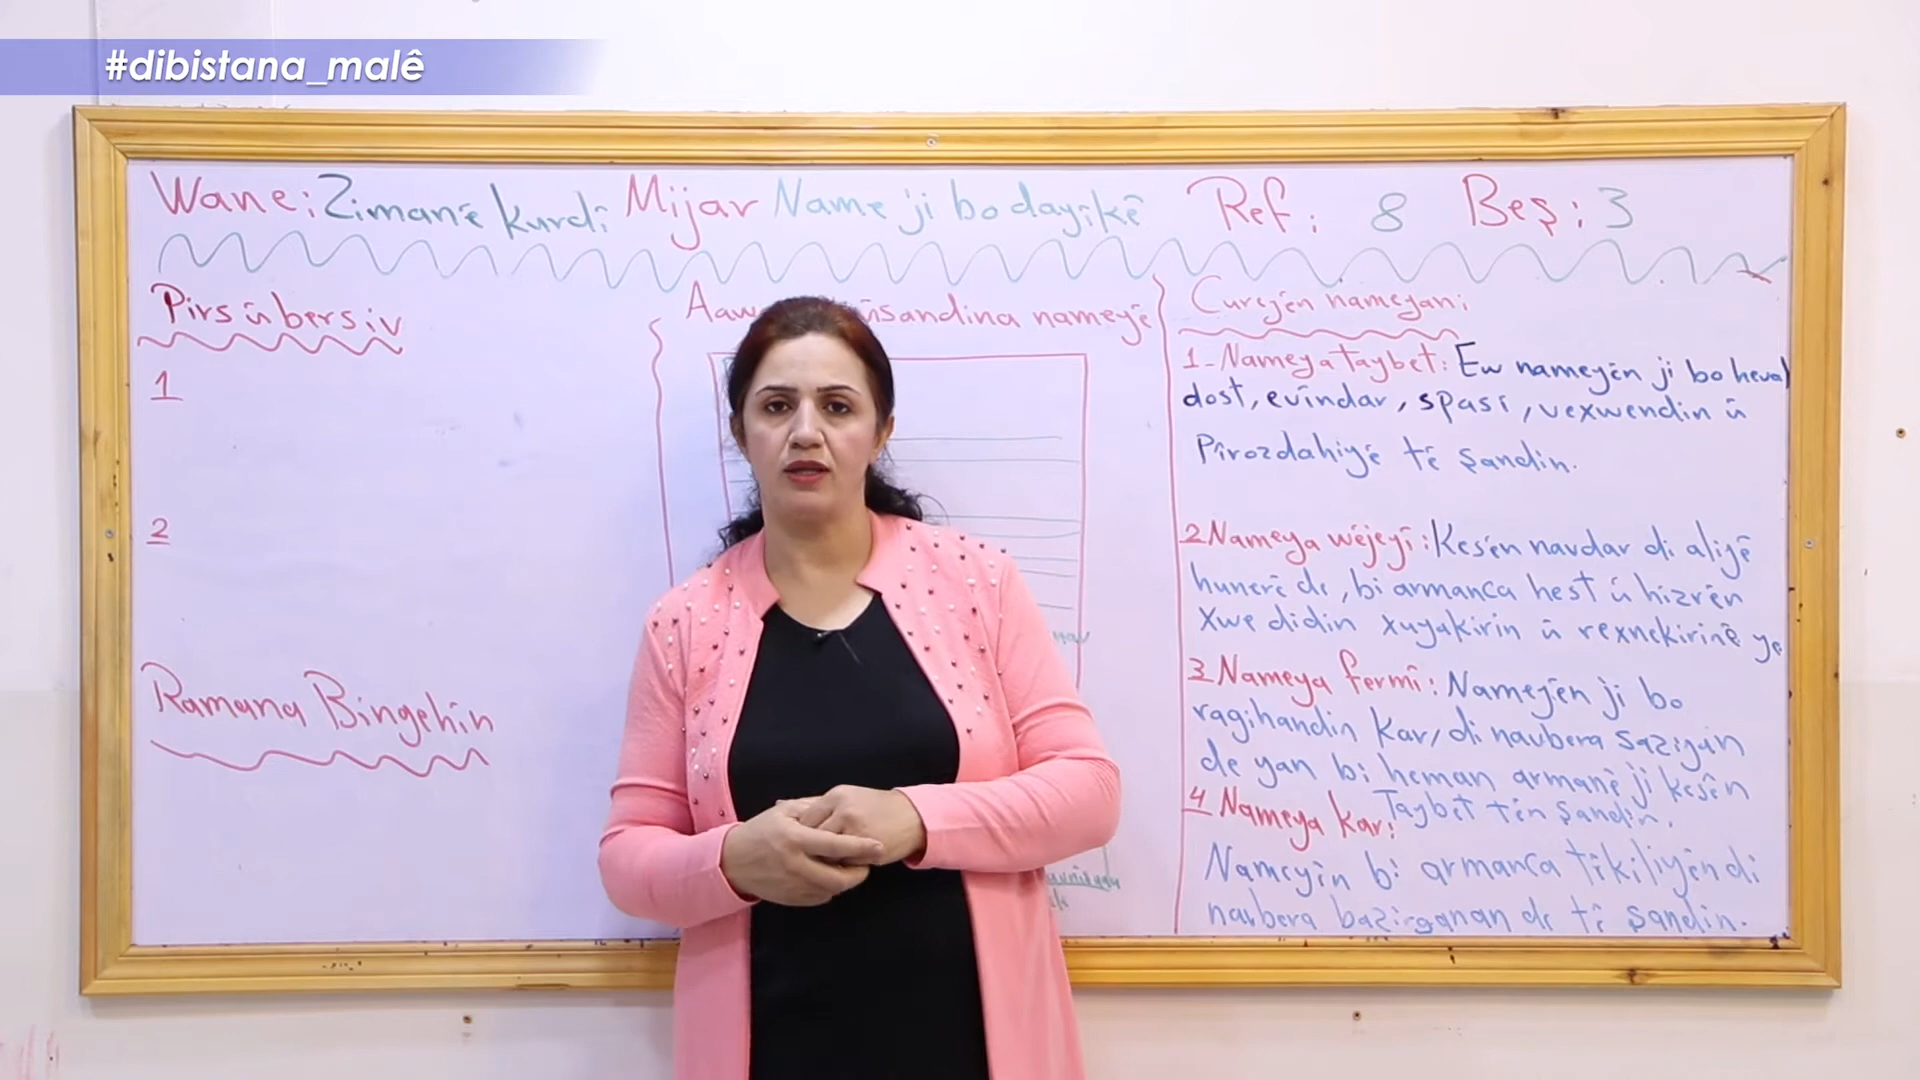 #dibistana_malê
Wane: Zimanê kurdî Mijar Name ji bo dayîkê Ref: 8 Beş: 3
Pirs û bersiv
1
2
Ramana Bingehîn
nameyê
Cureyên nameyan:
1- Nameya taybet: Ew nameyên ji bo heval
dost, evîndar, spasî, vexwendin û
Pîrozdahiyê tê şandin.
2 Nameya wêjeyî: Kesên navdar di aliyê
hunerê de, bi armanca hest û hizrên
xwe didin xuyakirin û rexnekirinê ye
3 Nameya fermî: Nameyên ji bo
ragihandin kar, di navbera saziyan
de yan bi heman armanê ji kesên
Taybet tên şandin.
4 Nameya kar:
Nameyên bi armanca têkiliyên di
navbera bazirganan de tê şandin.